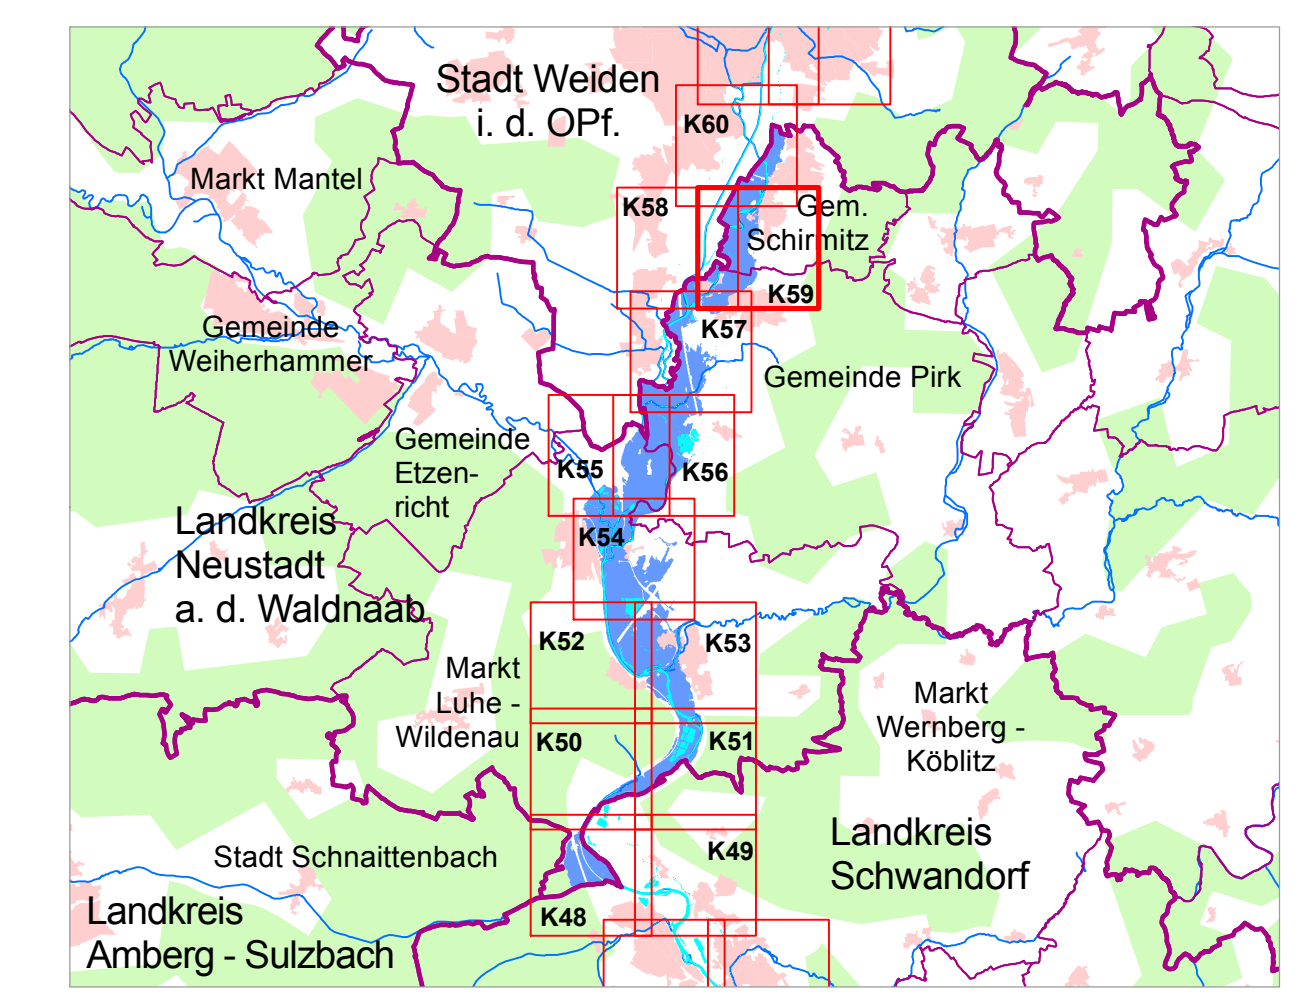 Stadt Weiden
i. d. OPf.
K60
Markt Mantel
K58
Gem.
Schirmitz
K59
Gemeinde
Weiherhammer
K57
Gemeinde Pirk
Gemeinde
Etzen-
richt
K55
K56
Landkreis
Neustadt
a. d. Waldnaab
K54
K52
K53
Markt
Luhe -
Wildenau
Markt
Wernberg -
Köblitz
K50
K51
Landkreis
Schwandorf
Stadt Schnaittenbach
K49
Landkreis
Amberg - Sulzbach
K48